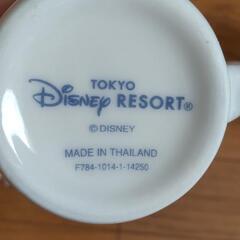 TOKYO
Disney RESORT®
© DISNEY
MADE IN THAILAND
F784-1014-1-14250